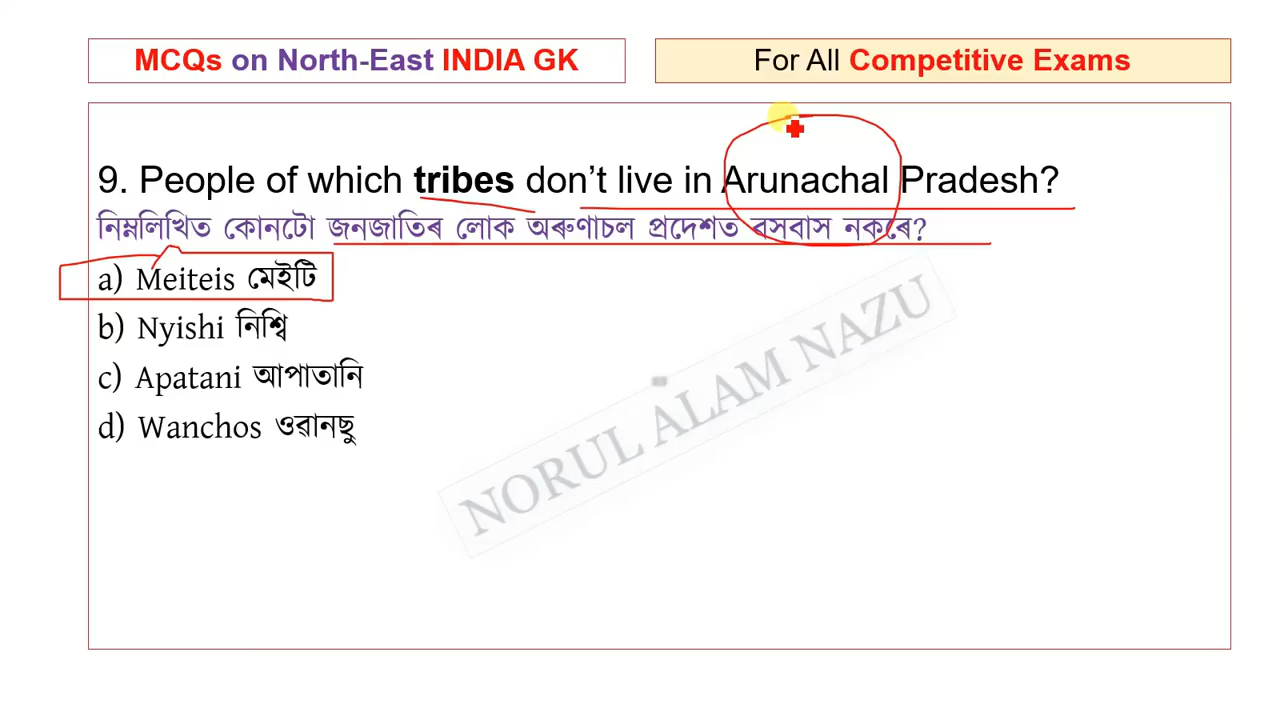 MCQs on North-East INDIA GK
For All Competitive Exams
9. People of which tribes don’t live in Arunachal Pradesh?
নিম্নলিখিত কোনটো জনজাতিৰ লোক অৰুণাচল প্ৰদেশত বসবাস নকৰে?
a) Meiteis মেইটি
b) Nyishi নিশ্বি
c) Apatani আপাতানি
d) Wanchos ওৱানছু
NORUL ALAM NAZU